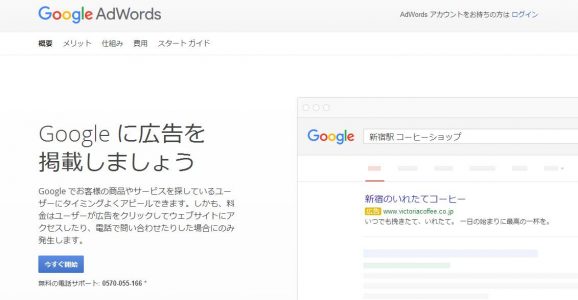 Google AdWords
AdWords アカウントをお持ちの方は ログイン
概要 メリット 仕組み 費用 スタート ガイド
Google に広告を
掲載しましょう
Google でお客様の商品やサービスを探しているユー
ザーにタイミングよくアピールできます。しかも、料
金はユーザーが広告をクリックしてウェブサイトにア
クセスしたり、電話で問い合わせたりした場合にのみ
発生します。
今すぐ開始
無料の電話サポート: 0570-055-166 *
Google 新宿駅 コーヒーショップ
新宿のいれたてコーヒー
広告 www.victoriacoffee.co.jp
いつでも挽きたて、いれたて。一日の始まりに最高の一杯を。